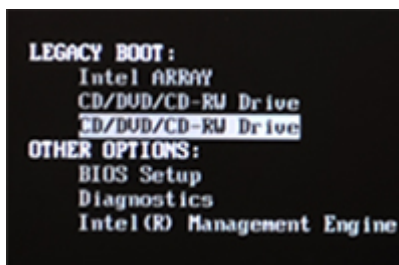 LEGACY BOOT:
Intel ARRAY
CD/DVD/CD-RW Drive
CD/DVD/CD-RW Drive
OTHER OPTIONS:
BIOS Setup
Diagnostics
Intel(R) Management Engine